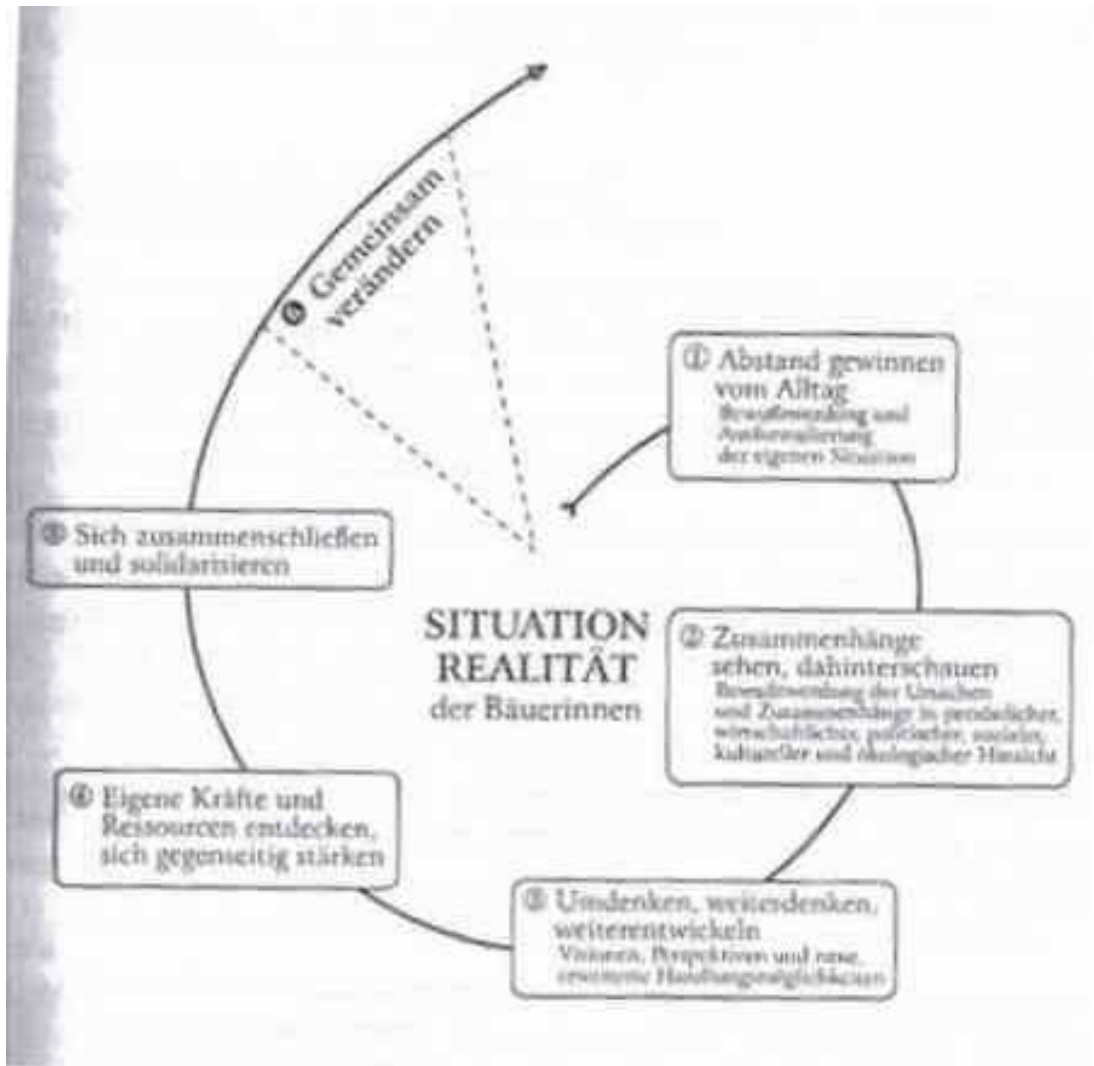 ① Abstand gewinnen
vom Alltag
Bewußtwerdung und
Ausformulierung
der eigenen Situation
② Zusammenhänge
sehen, dahinterschauen
Bewußtwerdung der Ursachen
und Zusammenhänge in persönlicher,
wirtschaftlicher, politischer, sozialer,
kultureller und ökologischer Hinsicht
③ Umdenken, weiterdenken,
weiterentwickeln
Visionen, Perspektiven und neue,
erweiterte Handlungsmöglichkeiten
④ Eigene Kräfte und
Ressourcen entdecken,
sich gegenseitig stärken
⑤ Sich zusammenschließen
und solidarisieren
❻ Gemeinsam
verändern
SITUATION
REALITÄT
der Bäuerinnen